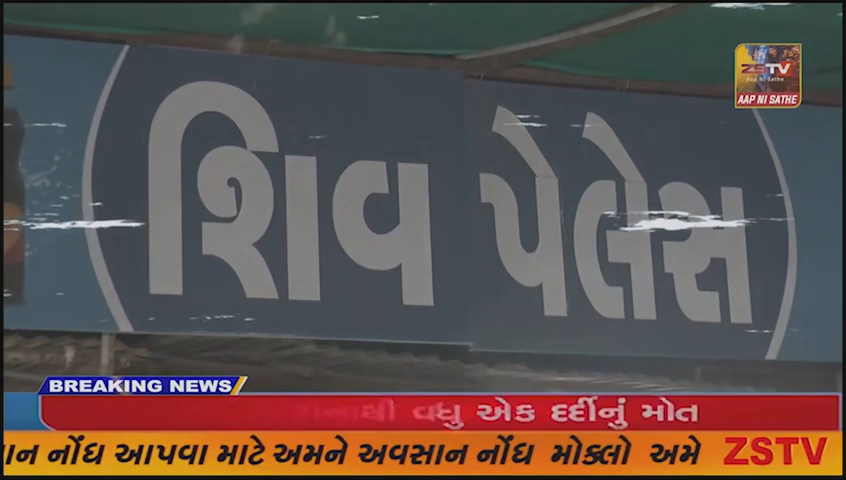 ZSTV
Aap Ni Sathe
AAP NI SATHE
શિવ પેલેસ
BREAKING NEWS
વધુ એક દર્દીનું મોત
નોંધ આપવા માટે અમને અવસાન નોંધ મોકલો અમે
ZSTV